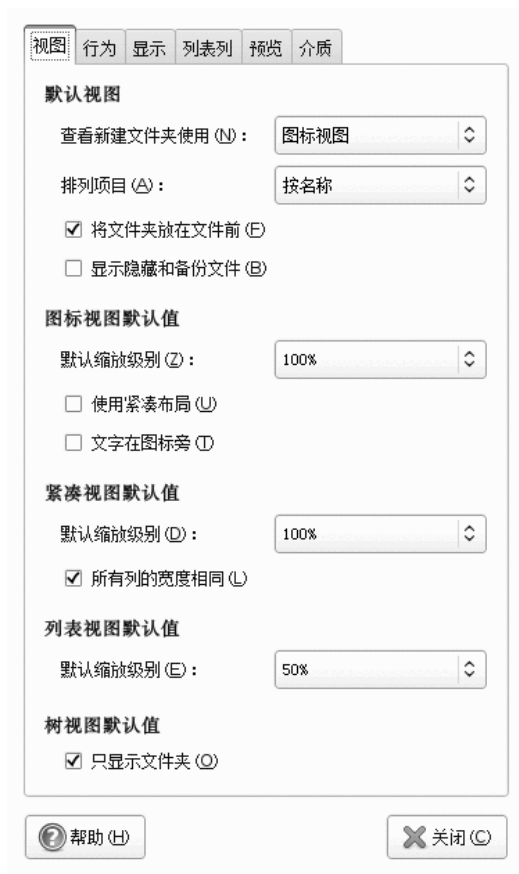 视图 行为 显示 列表列 预览 介质
默认视图
查看新建文件夹使用(N)： 图标视图
排列项目(A)： 按名称
将文件夹放在文件前(F)
显示隐藏和备份文件(B)
图标视图默认值
默认缩放级别(Z)： 100%
使用紧凑布局(U)
文字在图标旁(T)
紧凑视图默认值
默认缩放级别(D)： 100%
所有列的宽度相同(L)
列表视图默认值
默认缩放级别(E)： 50%
树视图默认值
只显示文件夹(O)
帮助(H) 关闭(C)